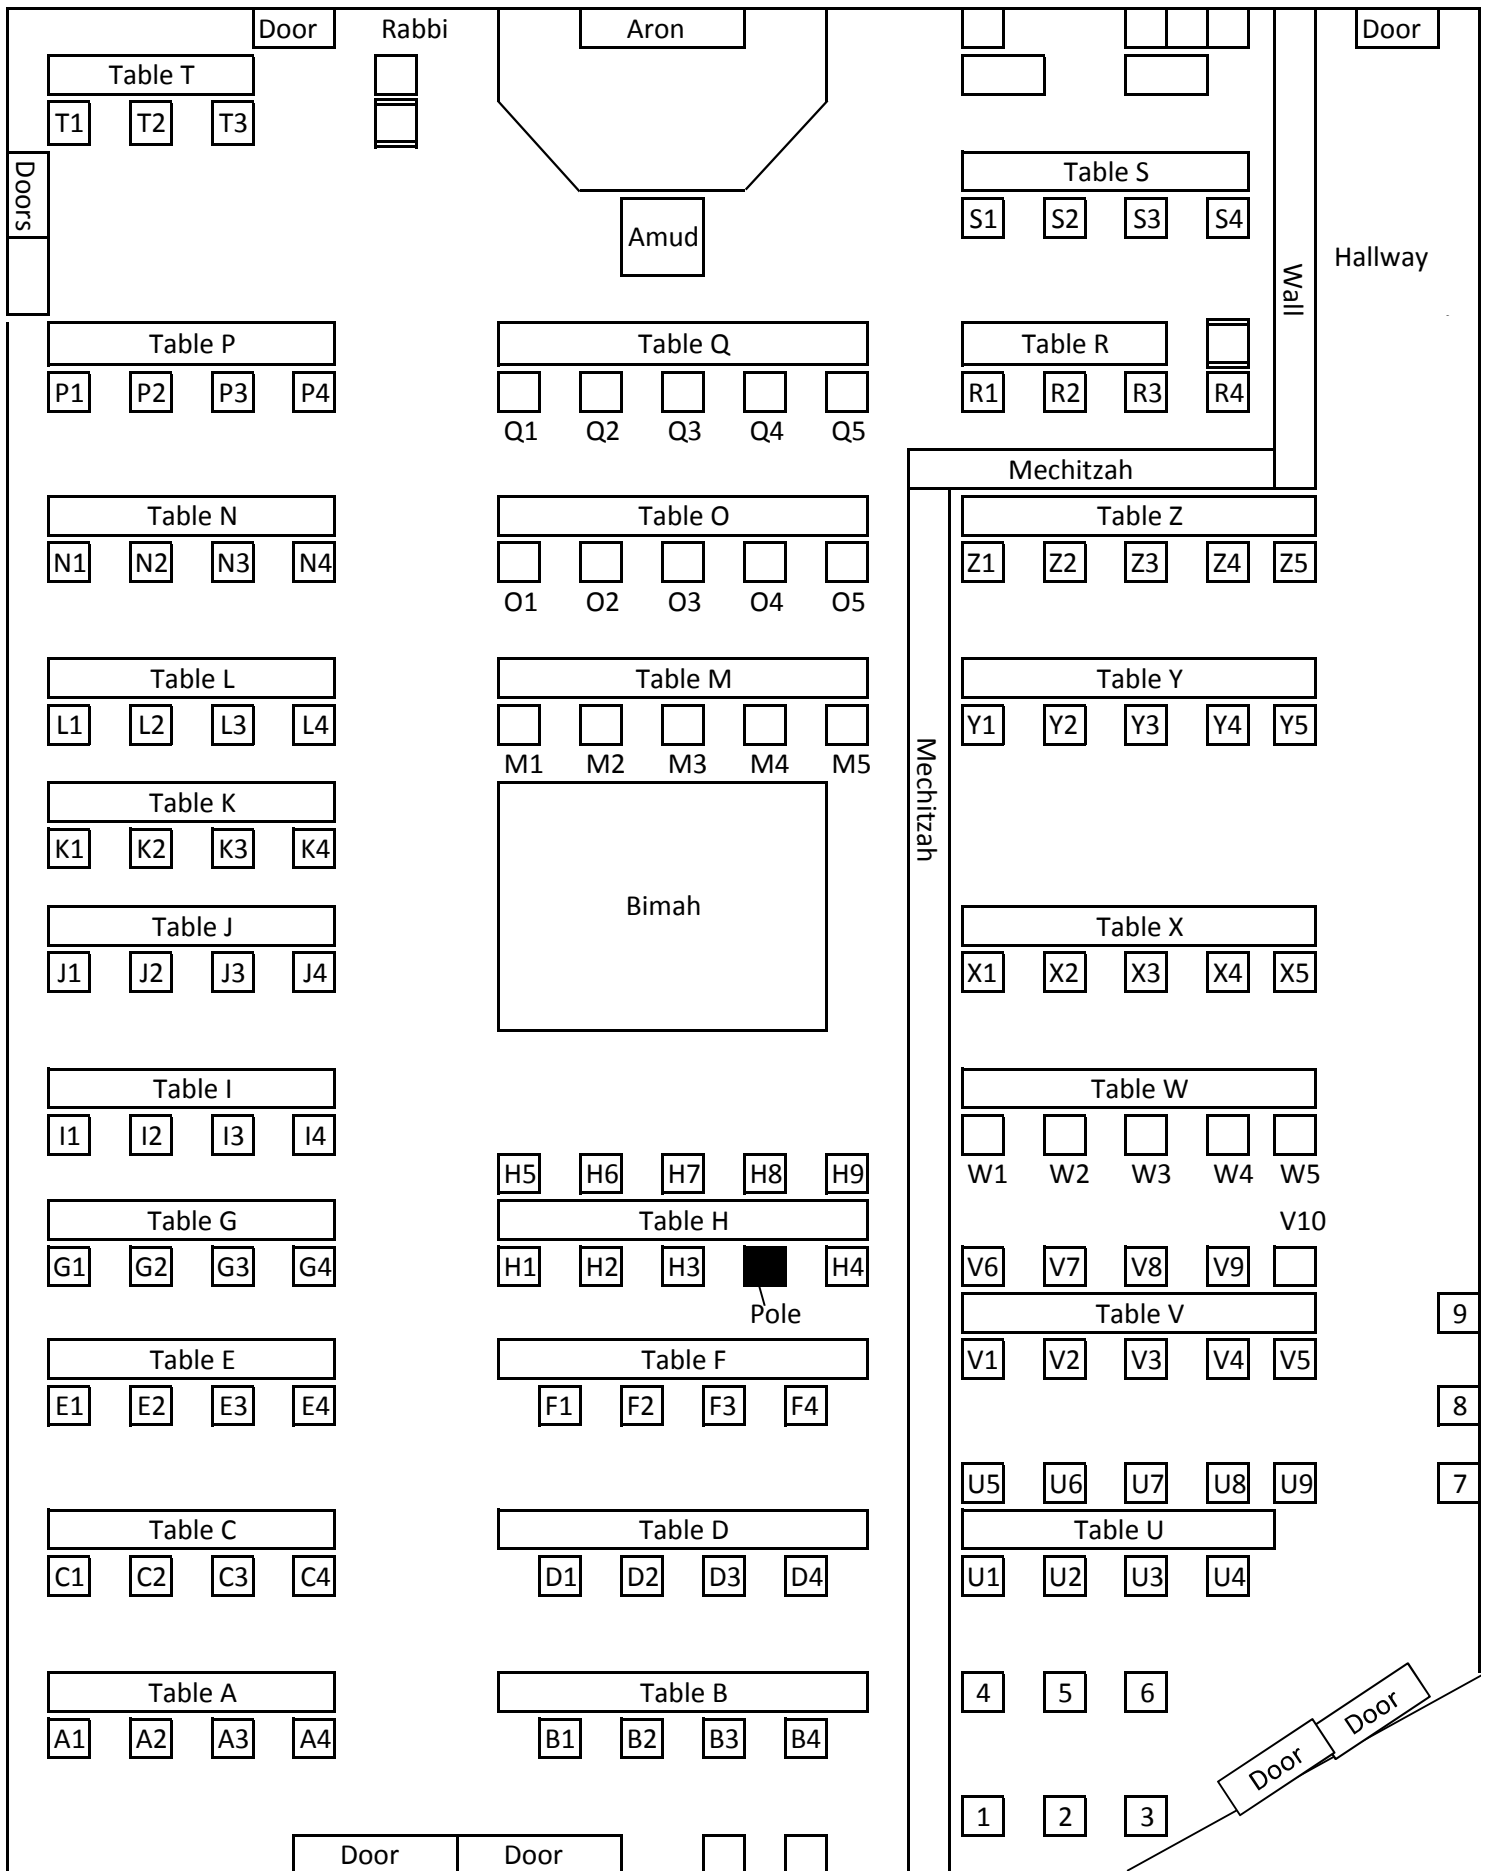 Door Rabbi Aron Door
Table T
T1 T2 T3
Doors
Table S
S1 S2 S3 S4
Amud
Hallway
Wall
Table P Table Q Table R
P1 P2 P3 P4 R1 R2 R3 R4
Q1 Q2 Q3 Q4 Q5
Mechitzah
Table N Table O Table Z
N1 N2 N3 N4 Z1 Z2 Z3 Z4 Z5
O1 O2 O3 O4 O5
Table L Table M Table Y
L1 L2 L3 L4 Y1 Y2 Y3 Y4 Y5
M1 M2 M3 M4 M5
Mechitzah
Table K
K1 K2 K3 K4
Bimah
Table J Table X
J1 J2 J3 J4 X1 X2 X3 X4 X5
Table I Table W
I1 I2 I3 I4
H5 H6 H7 H8 H9 W1 W2 W3 W4 W5
Table G Table H V10
G1 G2 G3 G4 H1 H2 H3 H4 V6 V7 V8 V9
Pole Table V 9
Table E Table F V1 V2 V3 V4 V5
E1 E2 E3 E4 F1 F2 F3 F4 8
U5 U6 U7 U8 U9 7
Table C Table D Table U
C1 C2 C3 C4 D1 D2 D3 D4 U1 U2 U3 U4
Table A Table B 4 5 6
A1 A2 A3 A4 B1 B2 B3 B4
Door Door
1 2 3
Door Door